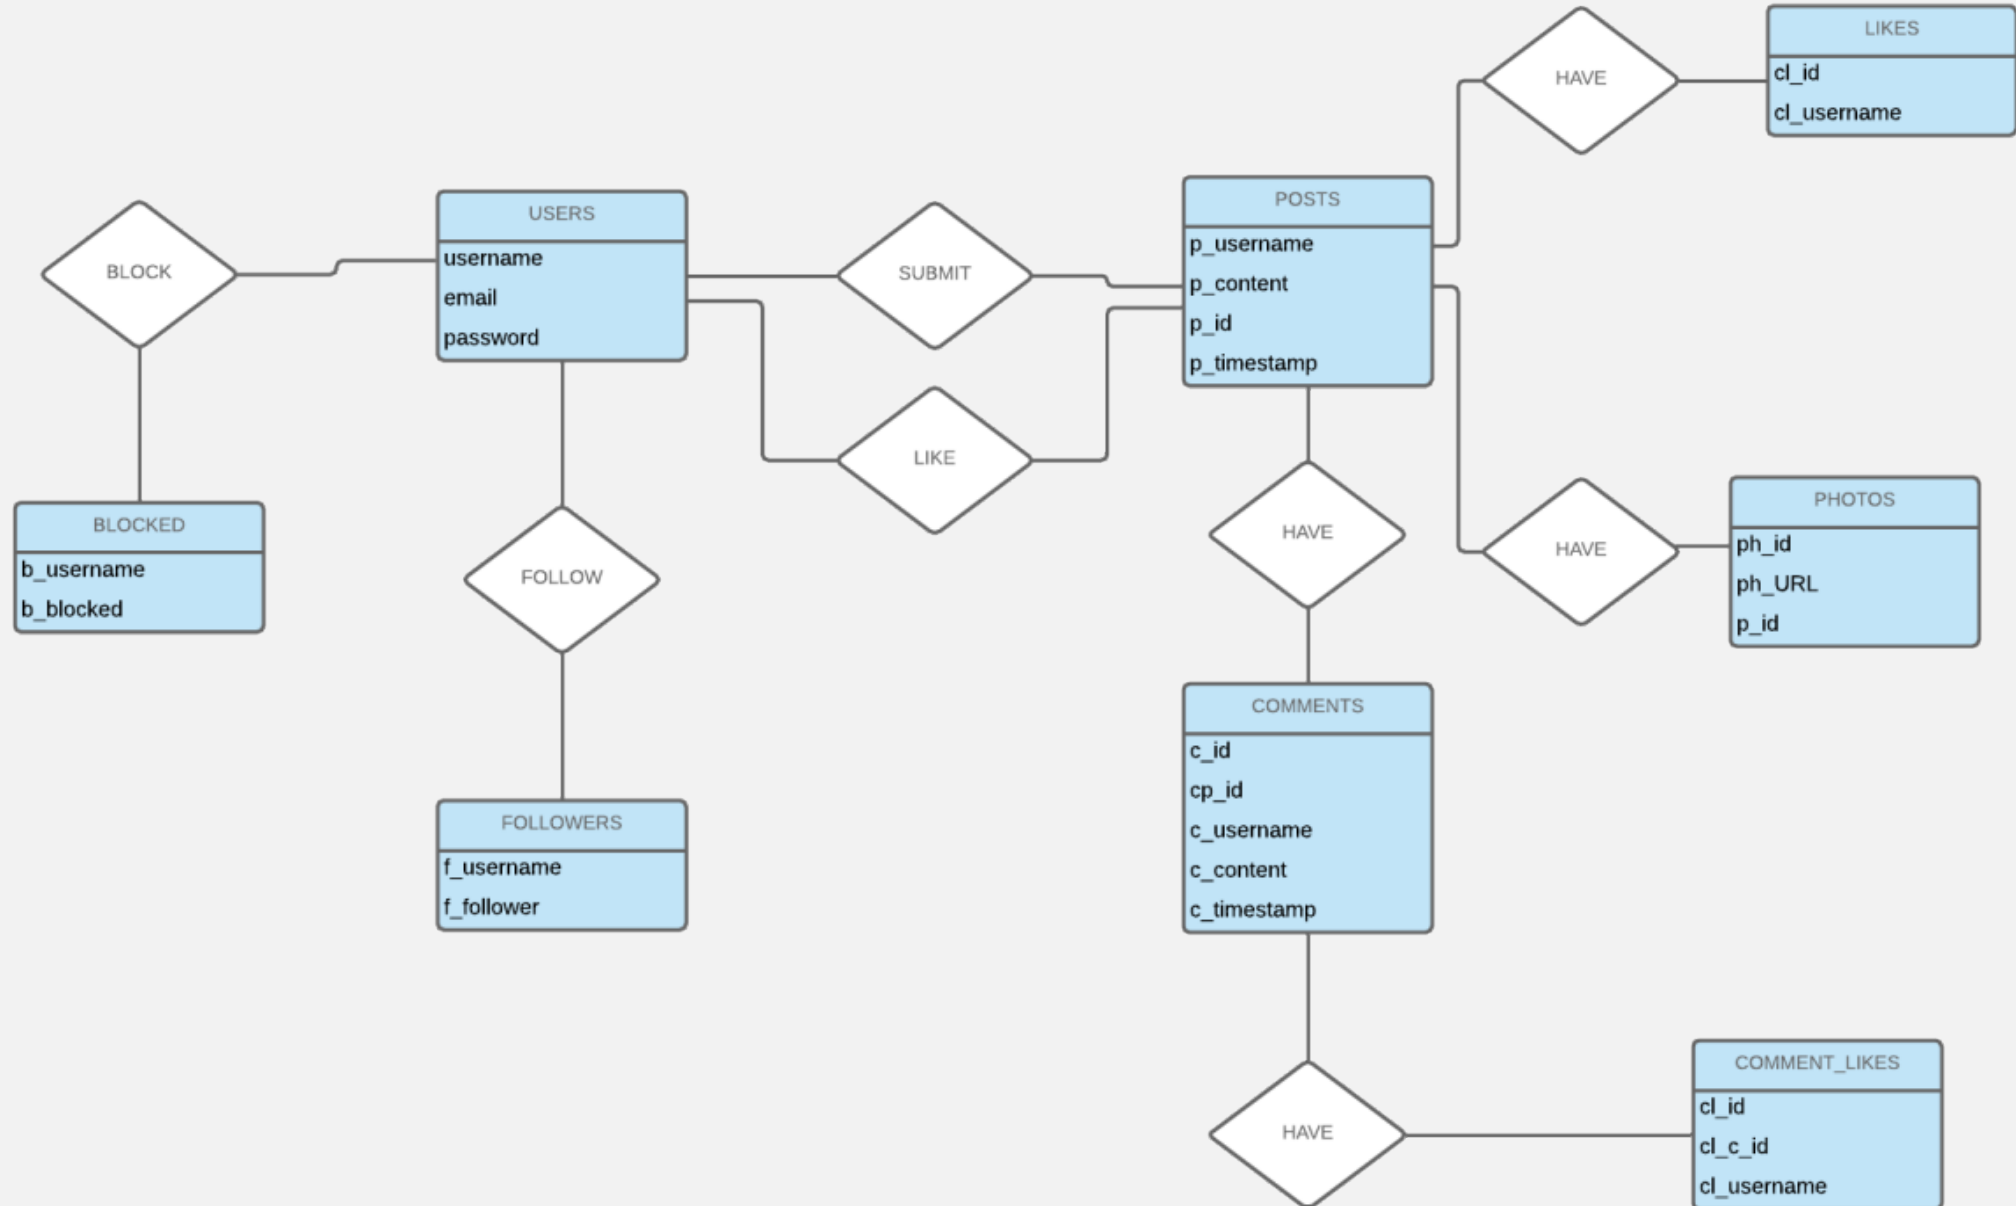 HAVE
LIKES
cl_id
cl_username
BLOCK
USERS
username
email
password
SUBMIT
POSTS
p_username
p_content
p_id
p_timestamp
LIKE
BLOCKED
b_username
b_blocked
FOLLOW
HAVE
HAVE
PHOTOS
ph_id
ph_URL
p_id
FOLLOWERS
f_username
f_follower
COMMENTS
c_id
cp_id
c_username
c_content
c_timestamp
HAVE
COMMENT_LIKES
cl_id
cl_c_id
cl_username